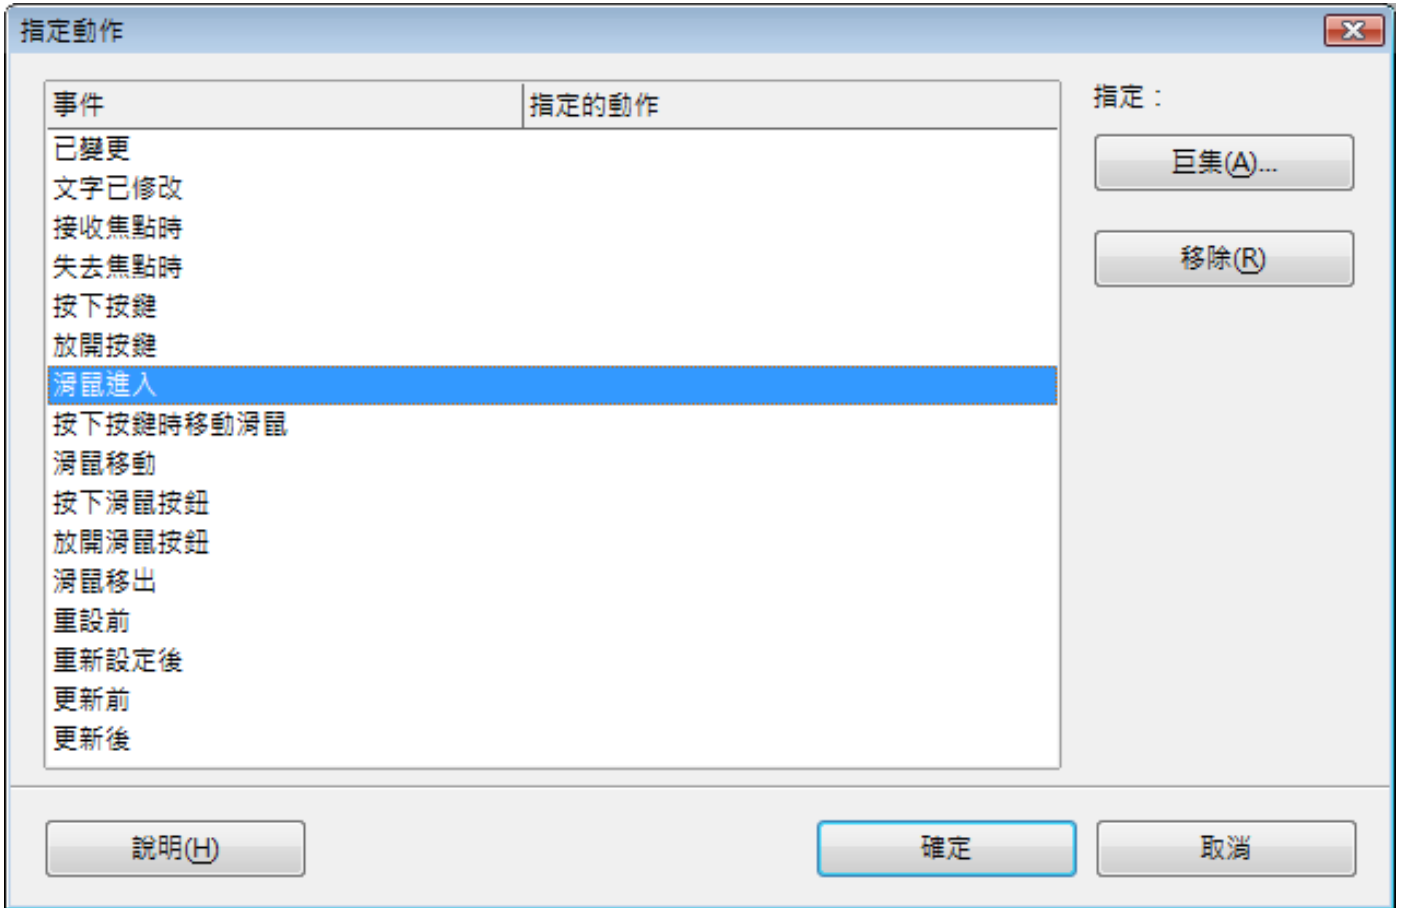 指定動作
事件 指定的動作
指定：
已變更
文字已修改
接收焦點時
失去焦點時
按下按鍵
放開按鍵
滑鼠進入
按下按鍵時移動滑鼠
滑鼠移動
按下滑鼠按鈕
放開滑鼠按鈕
滑鼠移出
重設前
重新設定後
更新前
更新後
巨集(A)...
移除(R)
說明(H)
確定
取消